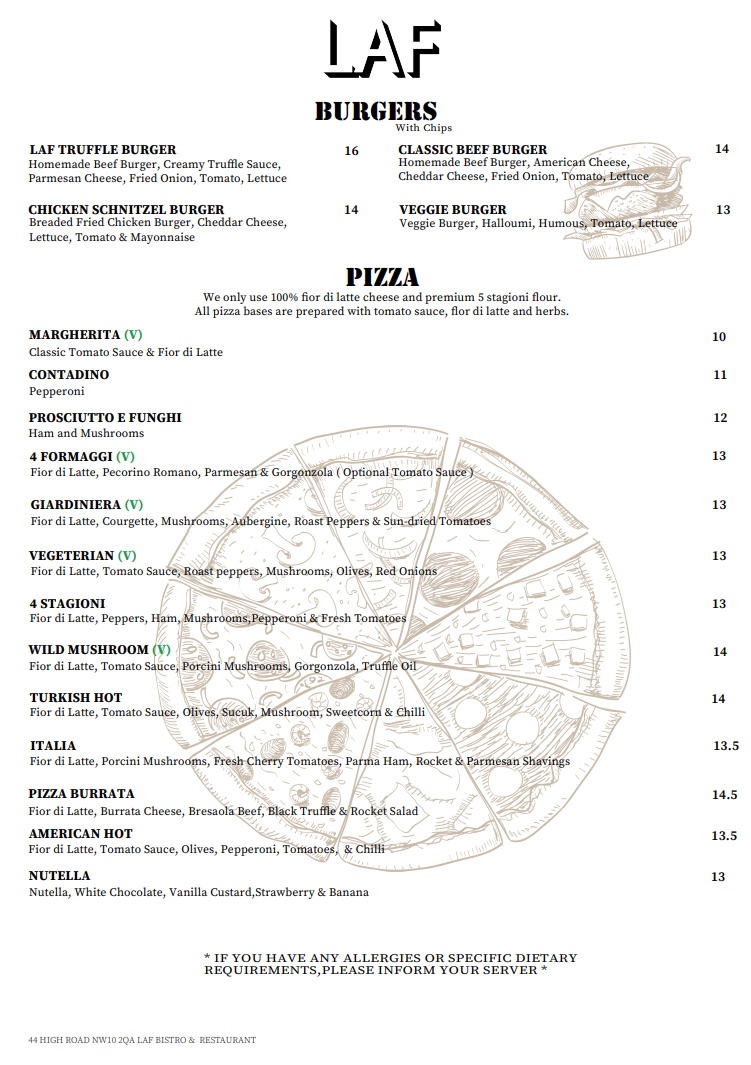 LAF
BURGERS
With Chips
LAF TRUFFLE BURGER 16
Homemade Beef Burger, Creamy Truffle Sauce,
Parmesan Cheese, Fried Onion, Tomato, Lettuce
CLASSIC BEEF BURGER 14
Homemade Beef Burger, American Cheese,
Cheddar Cheese, Fried Onion, Tomato, Lettuce
CHICKEN SCHNITZEL BURGER 14
Breaded Fried Chicken Burger, Cheddar Cheese,
Lettuce, Tomato & Mayonnaise
VEGGIE BURGER 13
Veggie Burger, Halloumi, Humous, Tomato, Lettuce
PIZZA
We only use 100% fior di latte cheese and premium 5 stagioni flour.
All pizza bases are prepared with tomato sauce, flor di latte and herbs.
MARGHERITA (V) 10
Classic Tomato Sauce & Fior di Latte
CONTADINO 11
Pepperoni
PROSCIUTTO E FUNGHI 12
Ham and Mushrooms
4 FORMAGGI (V) 13
Fior di Latte, Pecorino Romano, Parmesan & Gorgonzola ( Optional Tomato Sauce )
GIARDINIERA (V) 13
Fior di Latte, Courgette, Mushrooms, Aubergine, Roast Peppers & Sun-dried Tomatoes
VEGETERIAN (V) 13
Fior di Latte, Tomato Sauce, Roast peppers, Mushrooms, Olives, Red Onions
4 STAGIONI 13
Fior di Latte, Peppers, Ham, Mushrooms,Pepperoni & Fresh Tomatoes
WILD MUSHROOM (V) 14
Fior di Latte, Tomato Sauce, Porcini Mushrooms, Gorgonzola, Truffle Oil
TURKISH HOT 14
Fior di Latte, Tomato Sauce, Olives, Sucuk, Mushroom, Sweetcorn & Chilli
ITALIA 13.5
Fior di Latte, Porcini Mushrooms, Fresh Cherry Tomatoes, Parma Ham, Rocket & Parmesan Shavings
PIZZA BURRATA 14.5
Fior di Latte, Burrata Cheese, Bresaola Beef, Black Truffle & Rocket Salad
AMERICAN HOT 13.5
Fior di Latte, Tomato Sauce, Olives, Pepperoni, Tomatoes, & Chilli
NUTELLA 13
Nutella, White Chocolate, Vanilla Custard,Strawberry & Banana
* IF YOU HAVE ANY ALLERGIES OR SPECIFIC DIETARY
REQUIREMENTS,PLEASE INFORM YOUR SERVER *
44 HIGH ROAD NW10 2QA LAF BISTRO & RESTAURANT